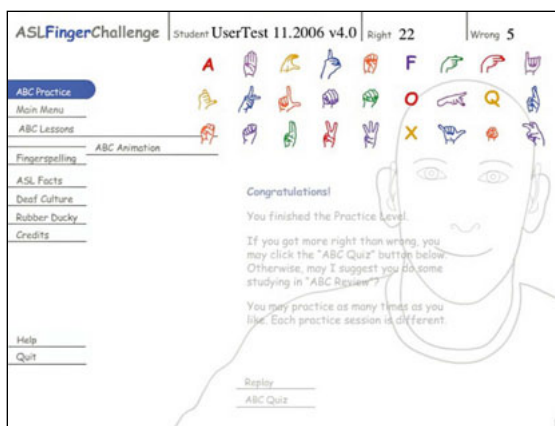 ASLFingerChallenge Student UserTest 11.2006 v4.0 Right 22 Wrong 5
A F
O Q
X
ABC Practice
Main Menu
ABC Lessons
ABC Animation
Fingerspelling
ASL Facts
Deaf Culture
Rubber Ducky
Credits
Help
Quit
Congratulations!
You finished the Practice Level.
If you got more right than wrong, you
may click the "ABC Quiz" button below.
Otherwise, may I suggest you do some
studying in "ABC Review"?
You may practice as many times as you
like. Each practice session is different.
Replay
ABC Quiz